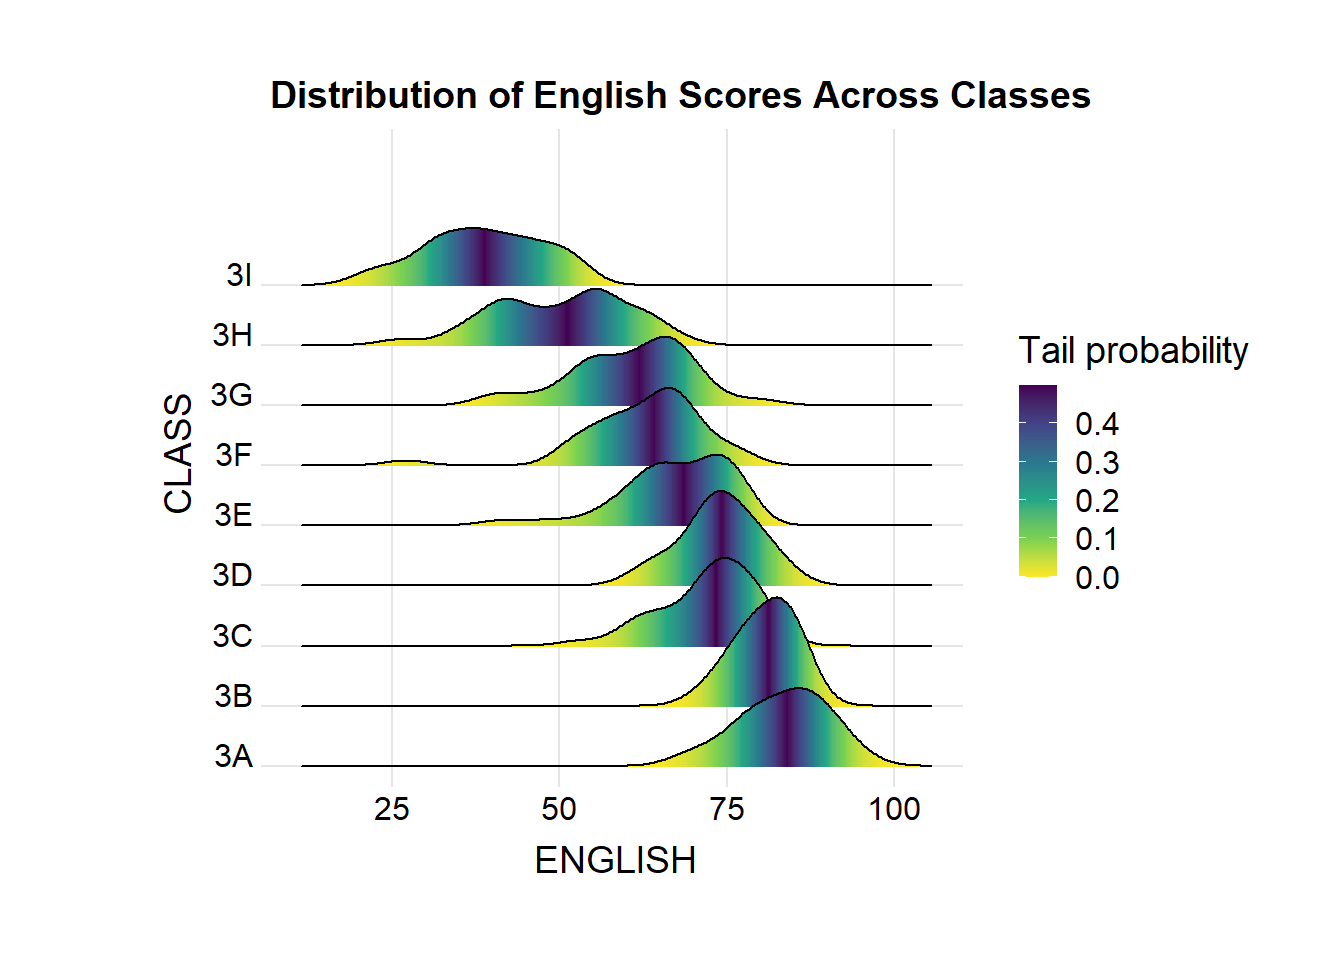 Distribution of English Scores Across Classes
CLASS
3I
3H
3G
3F
3E
3D
3C
3B
3A
25 50 75 100
ENGLISH
Tail probability
0.4
0.3
0.2
0.1
0.0